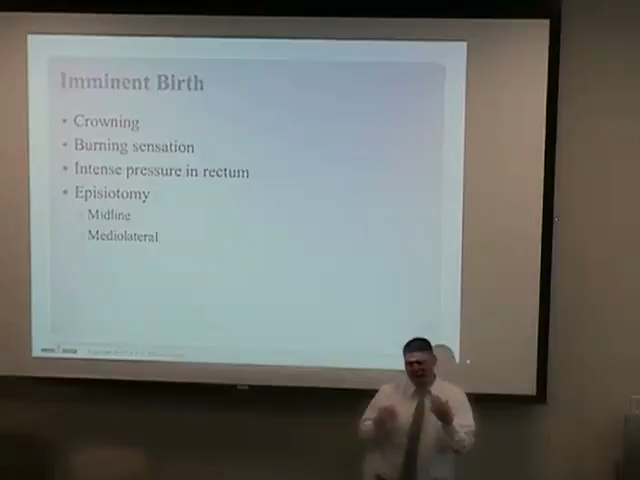 Imminent Birth
• Crowning
• Burning sensation
• Intense pressure in rectum
• Episiotomy
Midline
Mediolateral